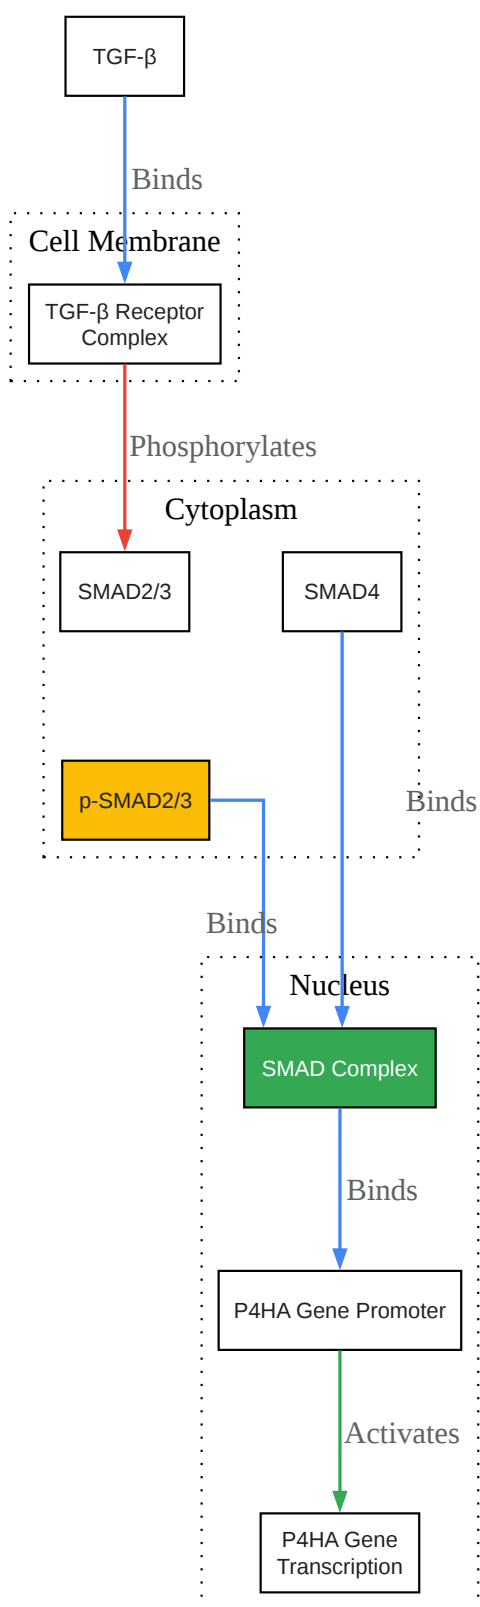 TGF-β
Binds
Cell Membrane
TGF-β Receptor
Complex
Phosphorylates
Cytoplasm
SMAD2/3
SMAD4
p-SMAD2/3
Binds
Binds
Nucleus
SMAD Complex
Binds
P4HA Gene Promoter
Activates
P4HA Gene
Transcription